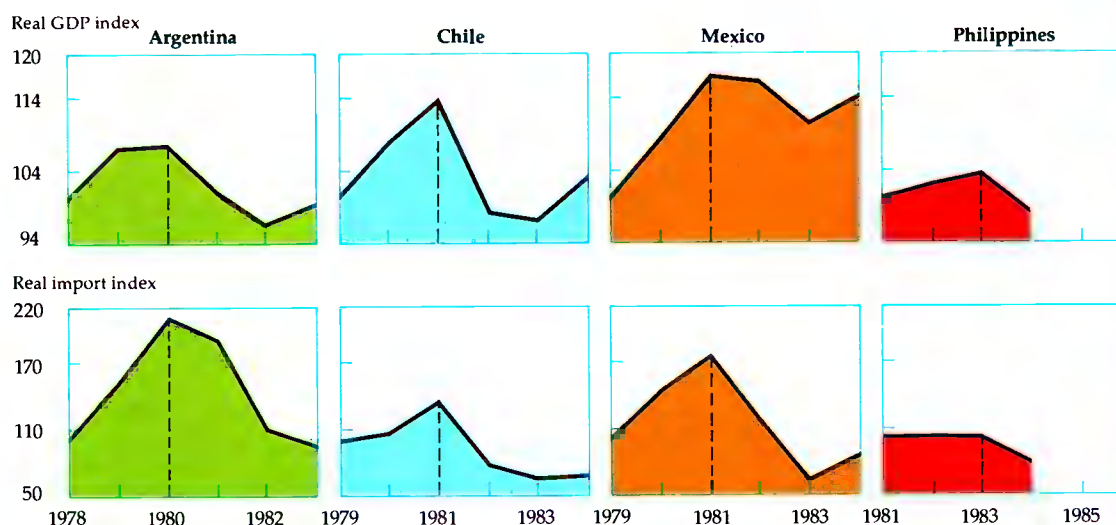 Real GDP index
Argentina Chile Mexico Philippines
120
114
104
94
Real import index
220
170
110
50
1978 1980 1982 1979 1981 1983 1979 1981 1983 1981 1983 1985